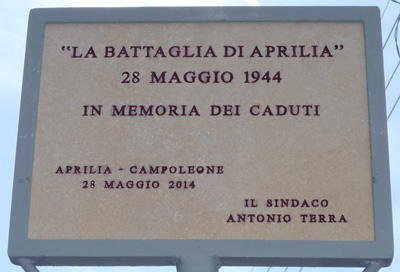 "LA BATTAGLIA DI APRILIA"
28 MAGGIO 1944
IN MEMORIA DEI CADUTI
APRILIA - CAMPOLEONE
28 MAGGIO 2014
IL SINDACO
ANTONIO TERRA